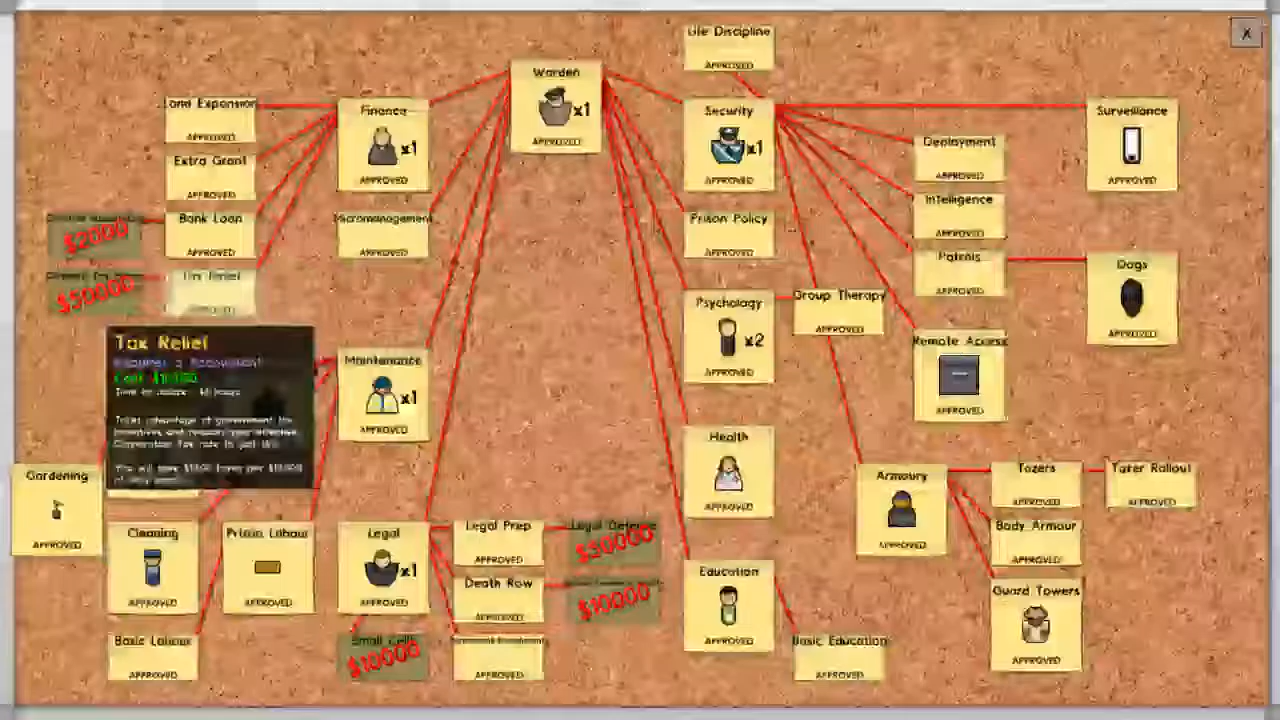 Life Discipline
APPROVED
X
Warden
x1
APPROVED
Land Expansion
APPROVED
Finance
x1
APPROVED
Security
x1
APPROVED
Surveillance
APPROVED
Deployment
APPROVED
Extra Grant
APPROVED
Intelligence
APPROVED
$2000
Bank Loan
APPROVED
Micromanagement
APPROVED
Prison Policy
APPROVED
Patrols
APPROVED
Dogs
APPROVED
$50000
Tax Relief
APPROVED
Psychology
x2
APPROVED
Group Therapy
APPROVED
Remote Access
APPROVED
Tax Relief
Requires a Accountant
Maintenance
x1
APPROVED
Health
APPROVED
Gardening
APPROVED
Armoury
APPROVED
Tazers
APPROVED
Tazer Rollout
APPROVED
Body Armour
APPROVED
Cleaning
APPROVED
Prison Labour
APPROVED
Legal
x1
APPROVED
Legal Prep
APPROVED
Legal Defense
$50000
Death Row
APPROVED
$10000
Education
APPROVED
Guard Towers
APPROVED
Basic Labour
APPROVED
Small Cells
$10000
APPROVED
Basic Education
APPROVED